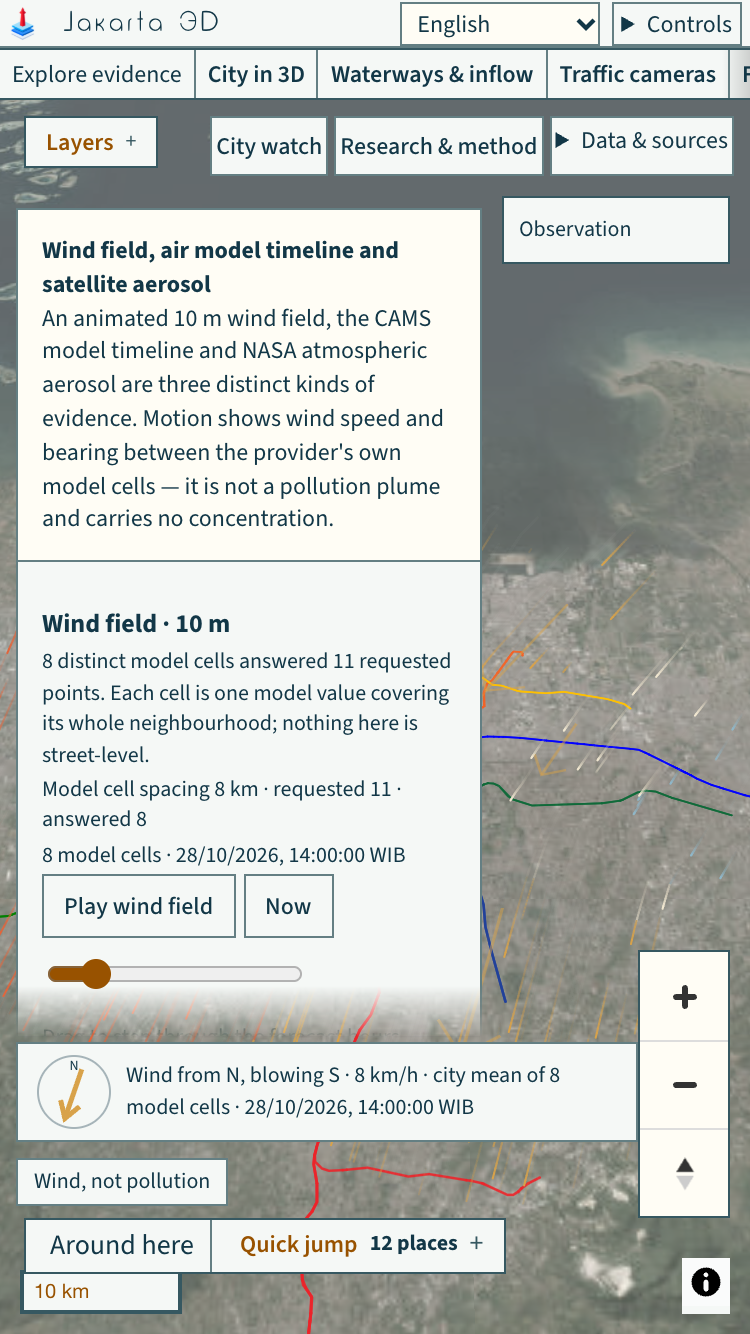 Jakarta 3D
English
Controls
Explore evidence
City in 3D
Waterways & inflow
Traffic cameras
Layers +
City watch
Research & method
Data & sources
Observation
Wind field, air model timeline and
satellite aerosol
An animated 10 m wind field, the CAMS
model timeline and NASA atmospheric
aerosol are three distinct kinds of
evidence. Motion shows wind speed and
bearing between the provider's own
model cells — it is not a pollution plume
and carries no concentration.
Wind field · 10 m
8 distinct model cells answered 11 requested
points. Each cell is one model value covering
its whole neighbourhood; nothing here is
street-level.
Model cell spacing 8 km · requested 11 ·
answered 8
8 model cells · 28/10/2026, 14:00:00 WIB
Play wind field
Now
N
Wind from N, blowing S · 8 km/h · city mean of 8
model cells · 28/10/2026, 14:00:00 WIB
Wind, not pollution
Around here
Quick jump 12 places +
10 km